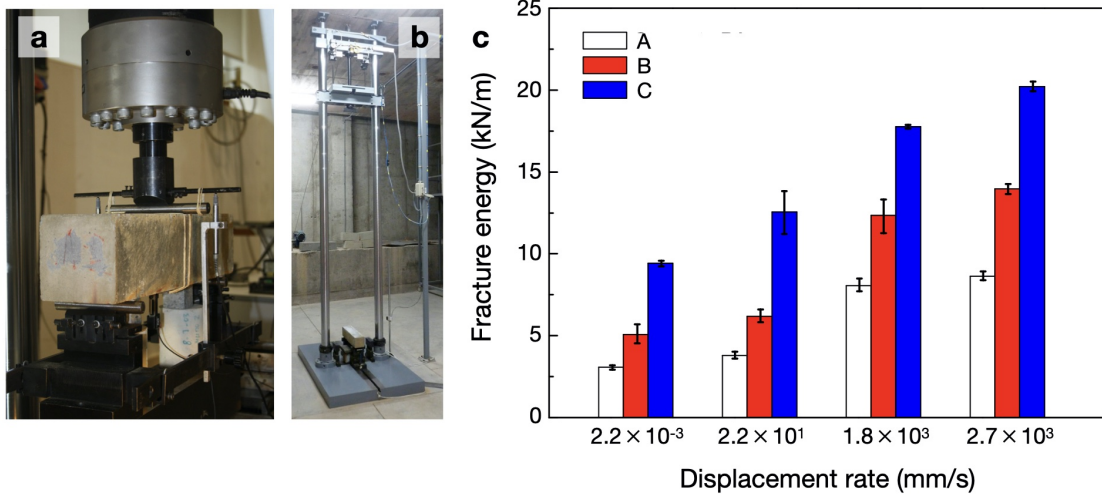 a
b
c
25
20
15
10
5
0
Fracture energy (kN/m)
A
B
C
2.2 × 10⁻³
2.2 × 10¹
1.8 × 10³
2.7 × 10³
Displacement rate (mm/s)